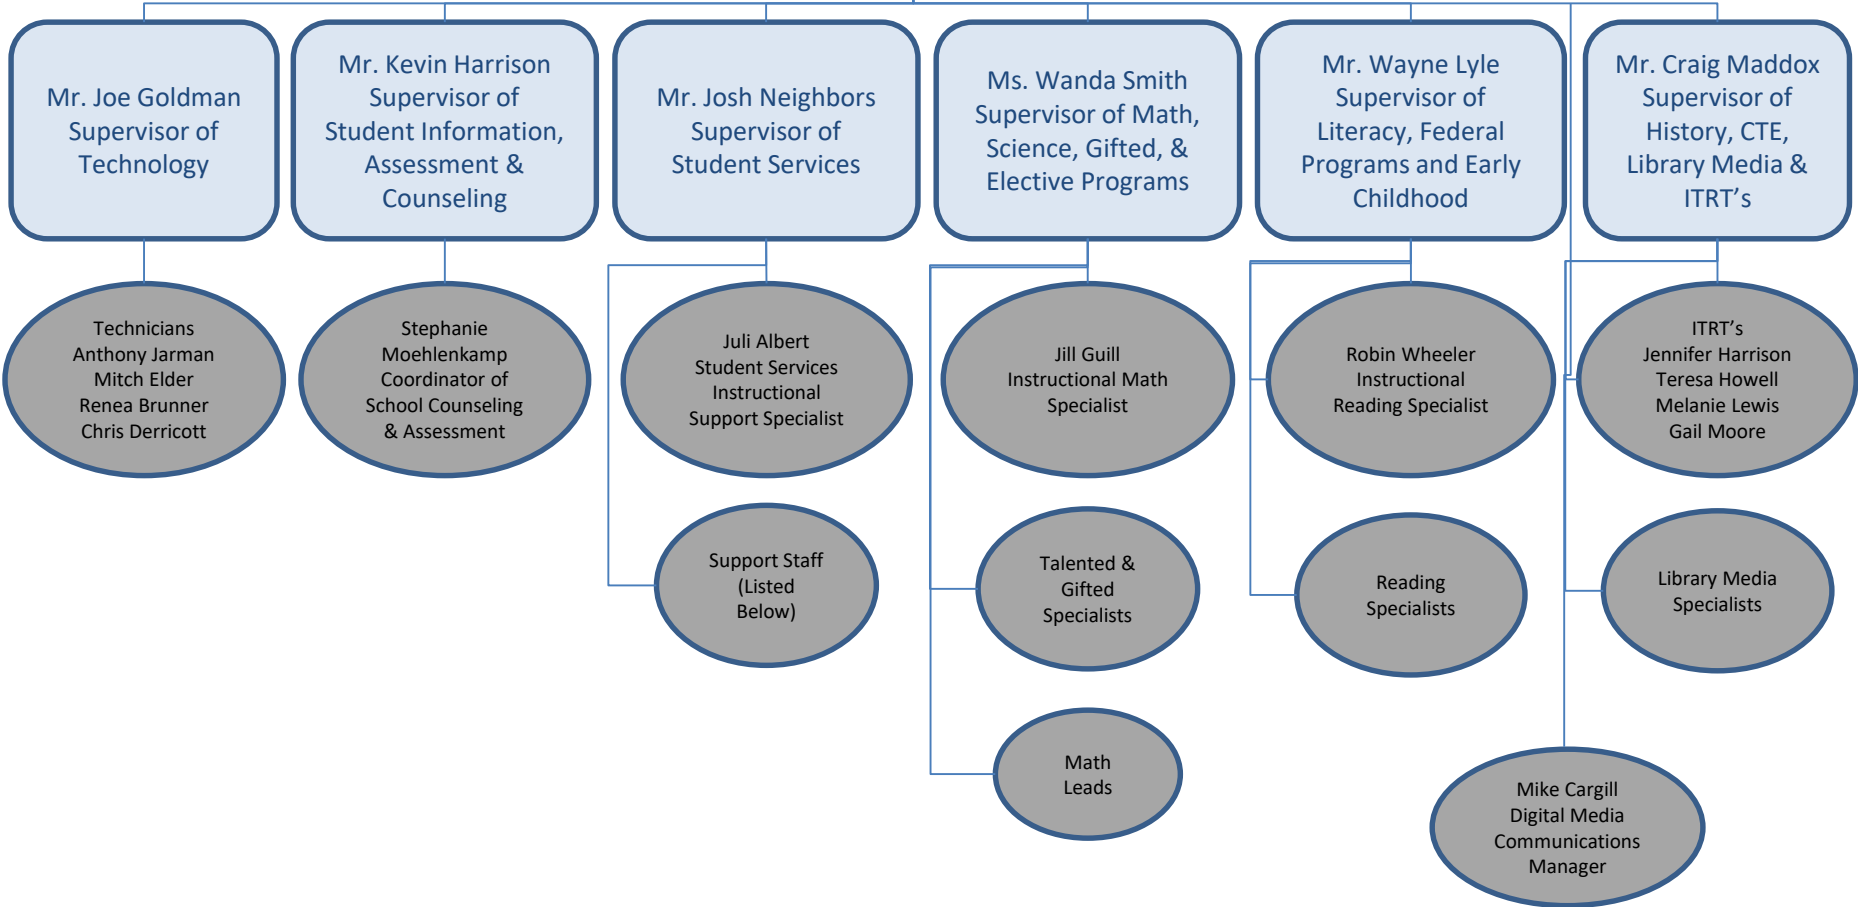 Mr. Joe Goldman
Supervisor of
Technology
Mr. Kevin Harrison
Supervisor of
Student Information,
Assessment &
Counseling
Mr. Josh Neighbors
Supervisor of
Student Services
Ms. Wanda Smith
Supervisor of Math,
Science, Gifted, &
Elective Programs
Mr. Wayne Lyle
Supervisor of
Literacy, Federal
Programs and Early
Childhood
Mr. Craig Maddox
Supervisor of
History, CTE,
Library Media &
ITRT’s
Technicians
Anthony Jarman
Mitch Elder
Renea Brunner
Chris Derricott
Stephanie
Moehlenkamp
Coordinator of
School Counseling
& Assessment
Juli Albert
Student Services
Instructional
Support Specialist
Jill Guill
Instructional Math
Specialist
Robin Wheeler
Instructional
Reading Specialist
ITRT’s
Jennifer Harrison
Teresa Howell
Melanie Lewis
Gail Moore
Support Staff
(Listed
Below)
Talented &
Gifted
Specialists
Reading
Specialists
Library Media
Specialists
Math
Leads
Mike Cargill
Digital Media
Communications
Manager